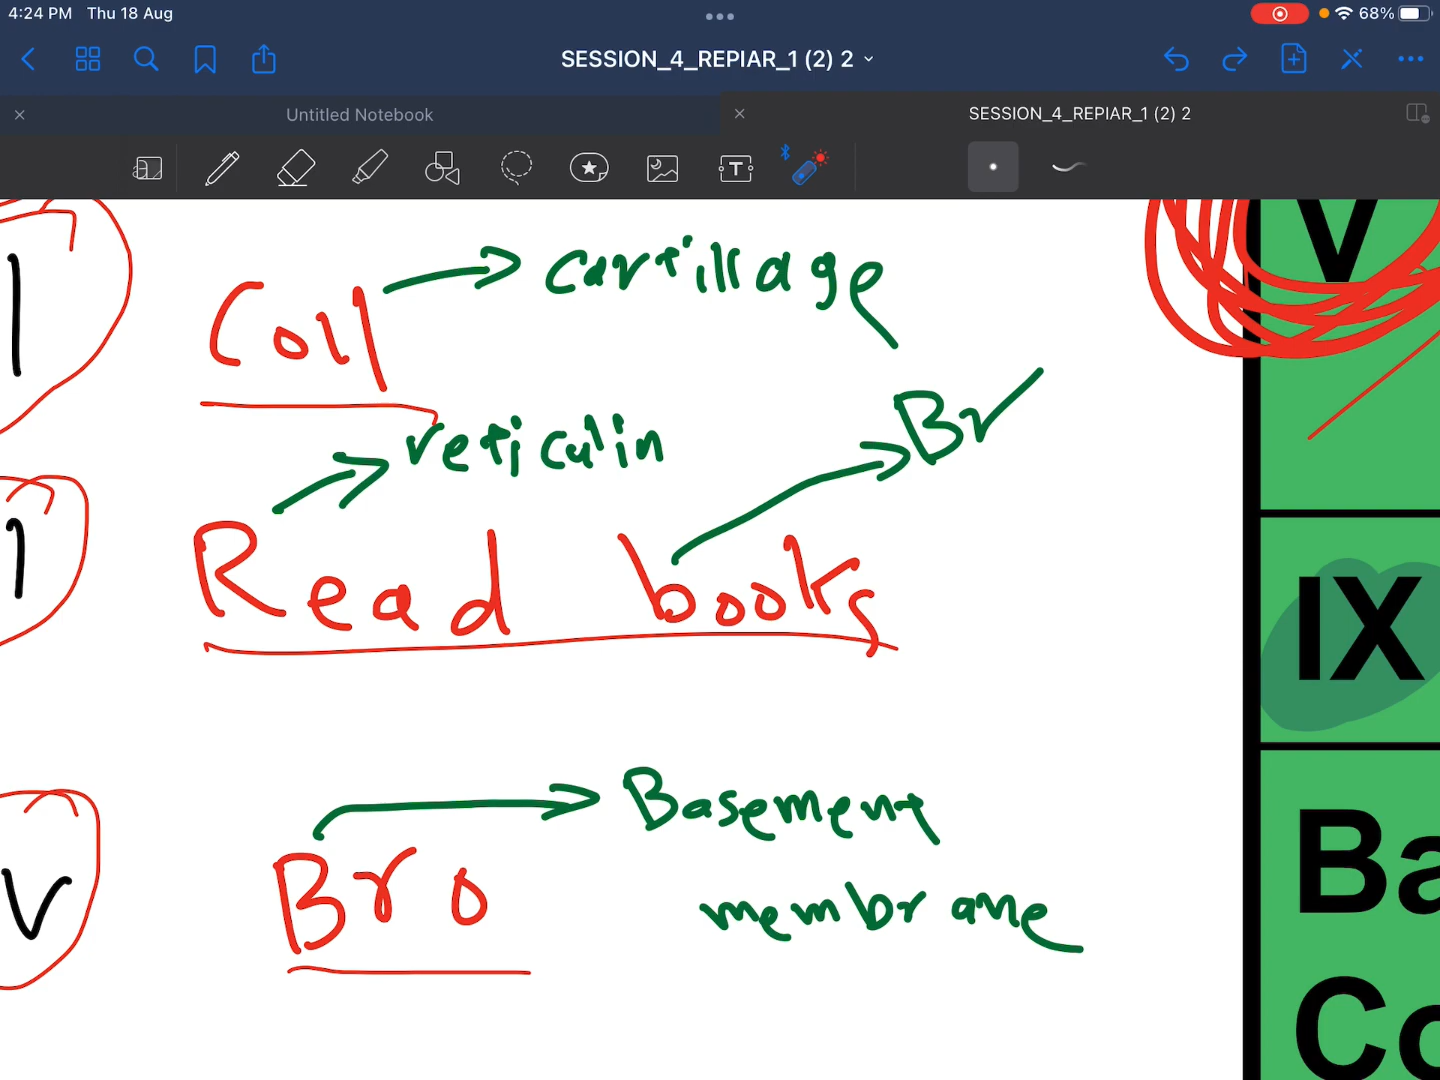 4:24 PM Thu 18 Aug
68%
SESSION_4_REPIAR_1 (2) 2
Untitled Notebook
SESSION_4_REPIAR_1 (2) 2
T
V
Coll
cartillage
reticulin
Br
Read books
IX
Bro
Basement
membrane
V
Ba
Co